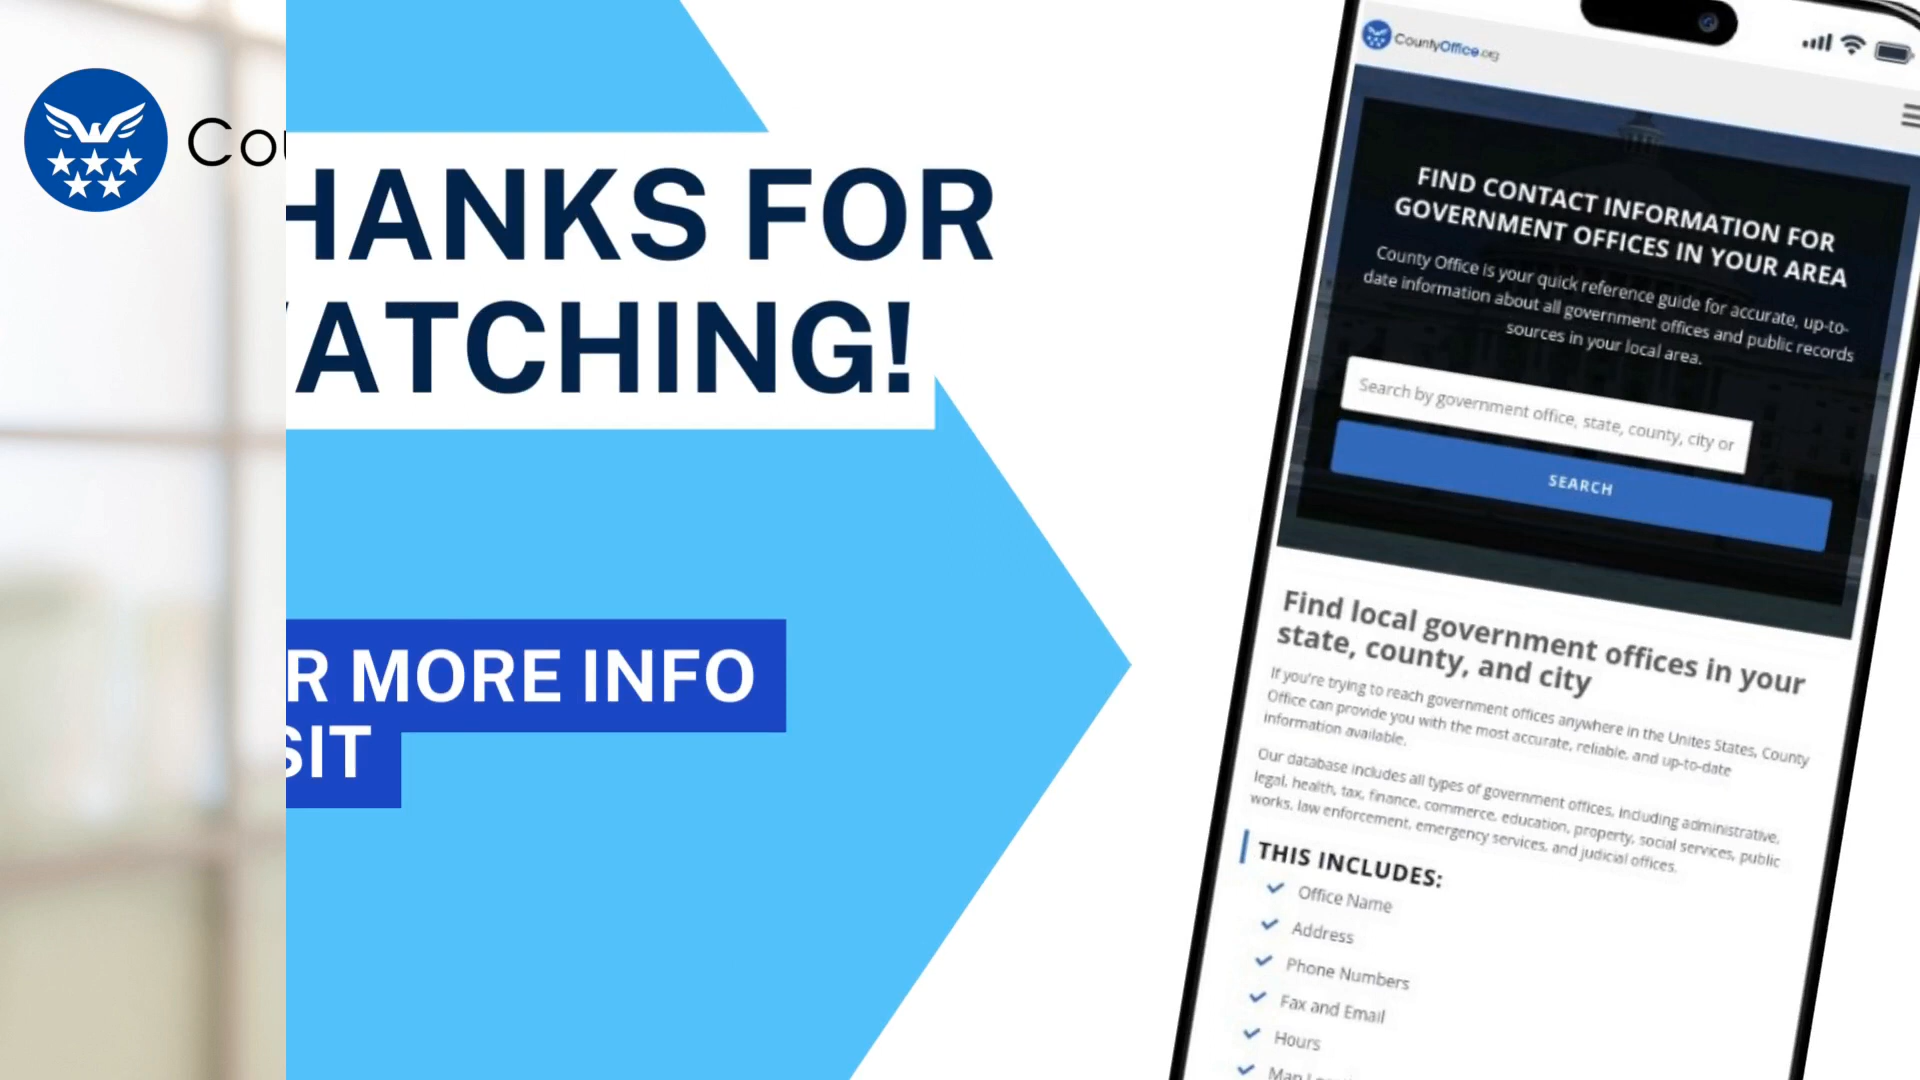 Cou
HANKS FOR
ATCHING!
R MORE INFO
SIT
CountyOffice.org
FIND CONTACT INFORMATION FOR
GOVERNMENT OFFICES IN YOUR AREA
County Office is your quick reference guide for accurate, up-to-
date information about all government offices and public records
sources in your local area.
Search by government office, state, county, city or
SEARCH
Find local government offices in your
state, county, and city
If you're trying to reach government offices anywhere in the Unites States, County
Office can provide you with the most accurate, reliable, and up-to-date
information available.
Our database includes all types of government offices, including administrative,
legal, health, tax, finance, commerce, education, property, social services, public
works, law enforcement, emergency services, and judicial offices.
THIS INCLUDES:
Office Name
Address
Phone Numbers
Fax and Email
Hours
Map